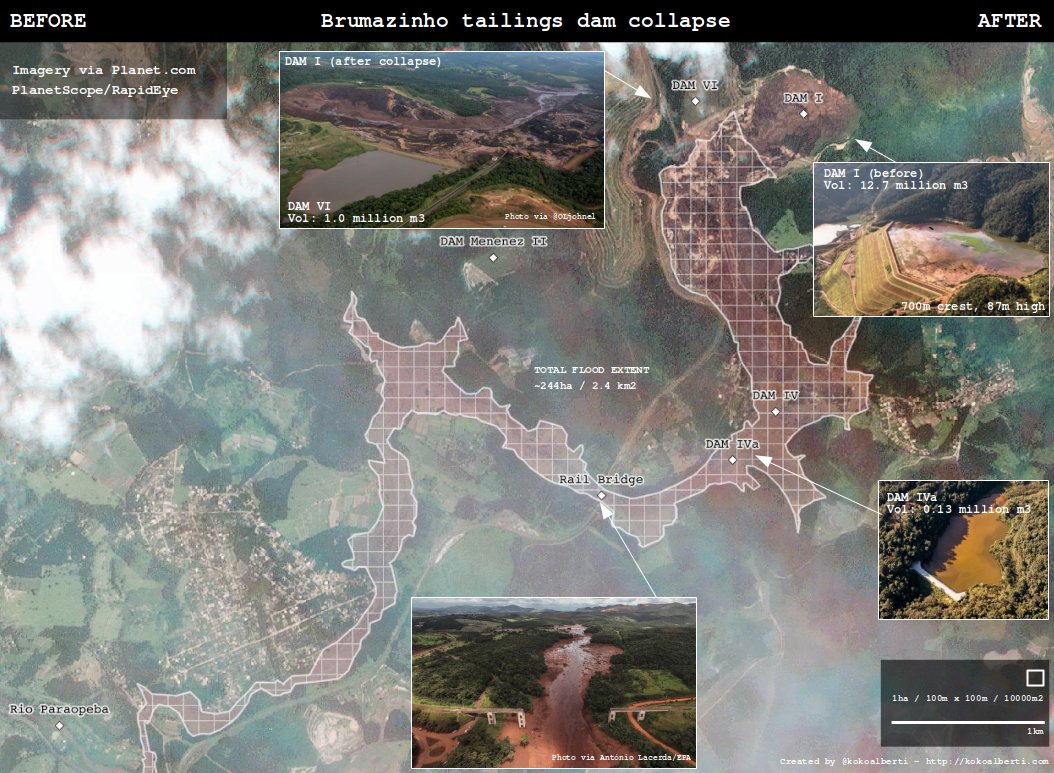 BEFORE
Brumazinho tailings dam collapse
AFTER
Imagery via Planet.com
PlanetScope/RapidEye
DAM I (after collapse)
DAM VI
Vol: 1.0 million m3
Photo via @OLjohnel
DAM VI
DAM I
DAM I (before)
Vol: 12.7 million m3
700m crest, 87m high
DAM Menenez II
TOTAL FLOOD EXTENT
~244ha / 2.4 km2
DAM IV
DAM IVa
Rail Bridge
DAM IVa
Vol: 0.13 million m3
Photo via António Lacerda/EPA
Rio Paraopeba
1ha / 100m x 100m / 10000m2
1km
Created by @kokoalberti - http://kokoalberti.com